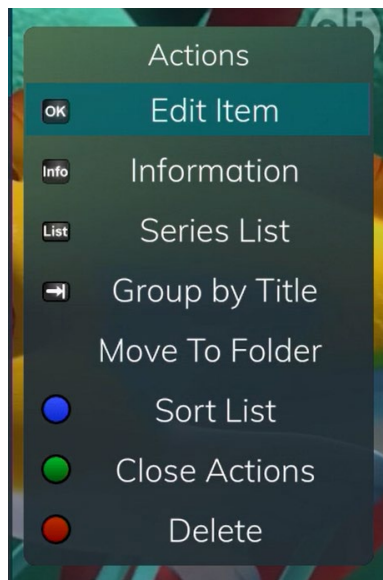 Actions
OK Edit Item
Info Information
List Series List
Group by Title
Move To Folder
Sort List
Close Actions
Delete